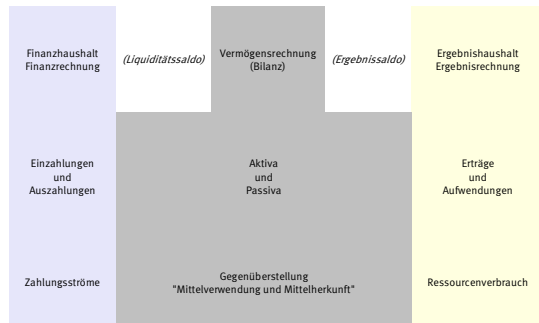 Finanzhaushalt
Finanzrechnung
(Liquiditätssaldo)
Vermögensrechnung
(Bilanz)
(Ergebnissaldo)
Ergebnishaushalt
Ergebnisrechnung
Einzahlungen
und
Auszahlungen
Aktiva
und
Passiva
Erträge
und
Aufwendungen
Zahlungsströme
Gegenüberstellung
"Mittelverwendung und Mittelherkunft"
Ressourcenverbrauch